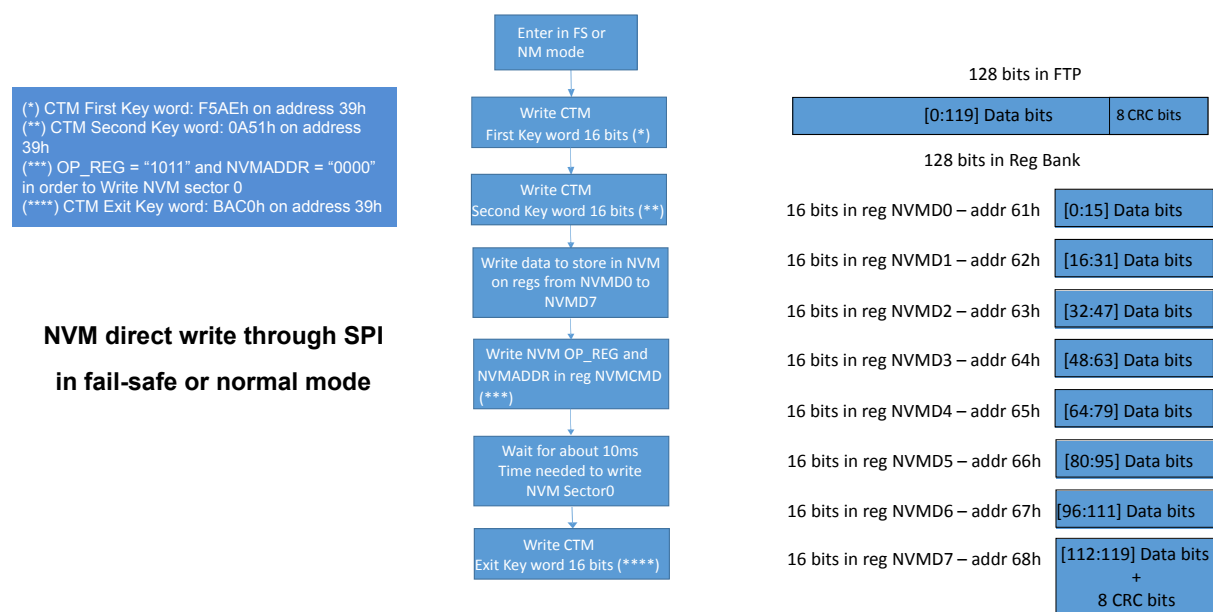 (*) CTM First Key word: F5AEh on address 39h
(**) CTM Second Key word: 0A51h on address
39h
(***) OP_REG = “1011” and NVMADDR = “0000”
in order to Write NVM sector 0
(****) CTM Exit Key word: BAC0h on address 39h
NVM direct write through SPI
in fail-safe or normal mode
Enter in FS or
NM mode
Write CTM
First Key word 16 bits (*)
Write CTM
Second Key word 16 bits (**)
Write data to store in NVM
on regs from NVMD0 to
NVMD7
Write NVM OP_REG and
NVMADDR in reg NVMCMD
(***)
Wait for about 10ms
Time needed to write
NVM Sector0
Write CTM
Exit Key word 16 bits (****)
128 bits in FTP
[0:119] Data bits 8 CRC bits
128 bits in Reg Bank
16 bits in reg NVMD0 – addr 61h [0:15] Data bits
16 bits in reg NVMD1 – addr 62h [16:31] Data bits
16 bits in reg NVMD2 – addr 63h [32:47] Data bits
16 bits in reg NVMD3 – addr 64h [48:63] Data bits
16 bits in reg NVMD4 – addr 65h [64:79] Data bits
16 bits in reg NVMD5 – addr 66h [80:95] Data bits
16 bits in reg NVMD6 – addr 67h [96:111] Data bits
16 bits in reg NVMD7 – addr 68h [112:119] Data bits
+
8 CRC bits